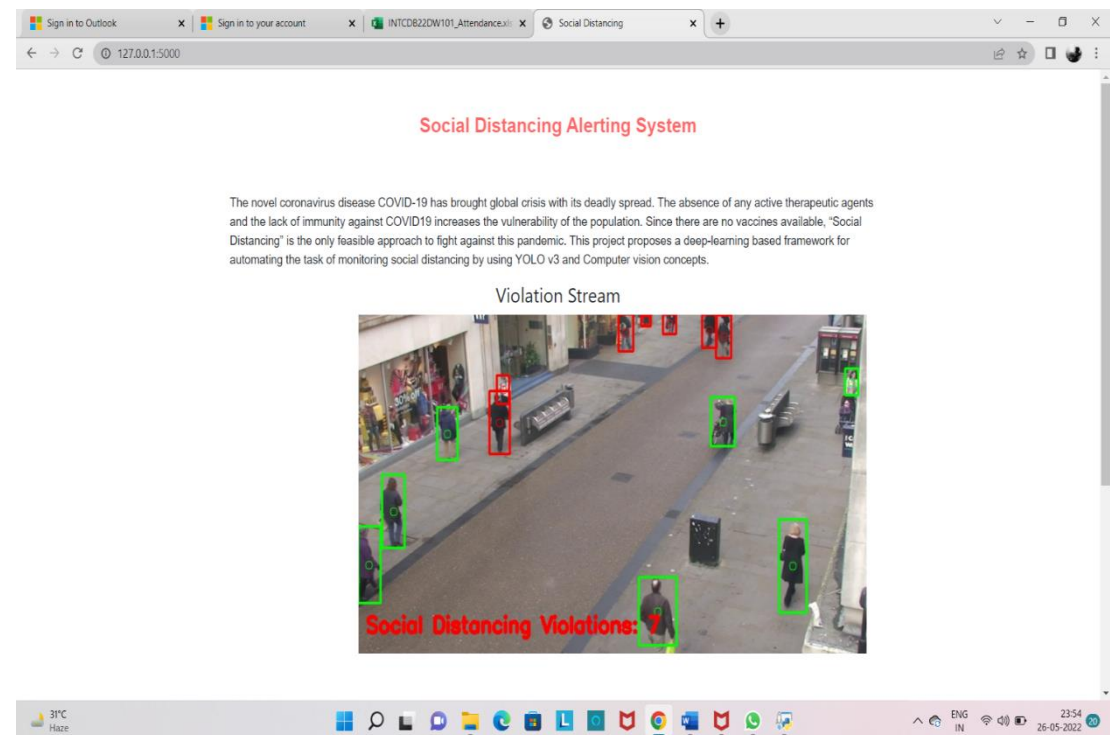 Sign in to Outlook
Sign in to your account
INTCDB22DW101_Attendance.xls
Social Distancing
127.0.0.1:5000
Social Distancing Alerting System
The novel coronavirus disease COVID-19 has brought global crisis with its deadly spread. The absence of any active therapeutic agents
and the lack of immunity against COVID19 increases the vulnerability of the population. Since there are no vaccines available, “Social
Distancing” is the only feasible approach to fight against this pandemic. This project proposes a deep-learning based framework for
automating the task of monitoring social distancing by using YOLO v3 and Computer vision concepts.
Violation Stream
30%
Social Distancing Violations: 7
31°C
Haze
ENG
IN
23:54
26-05-2022
20